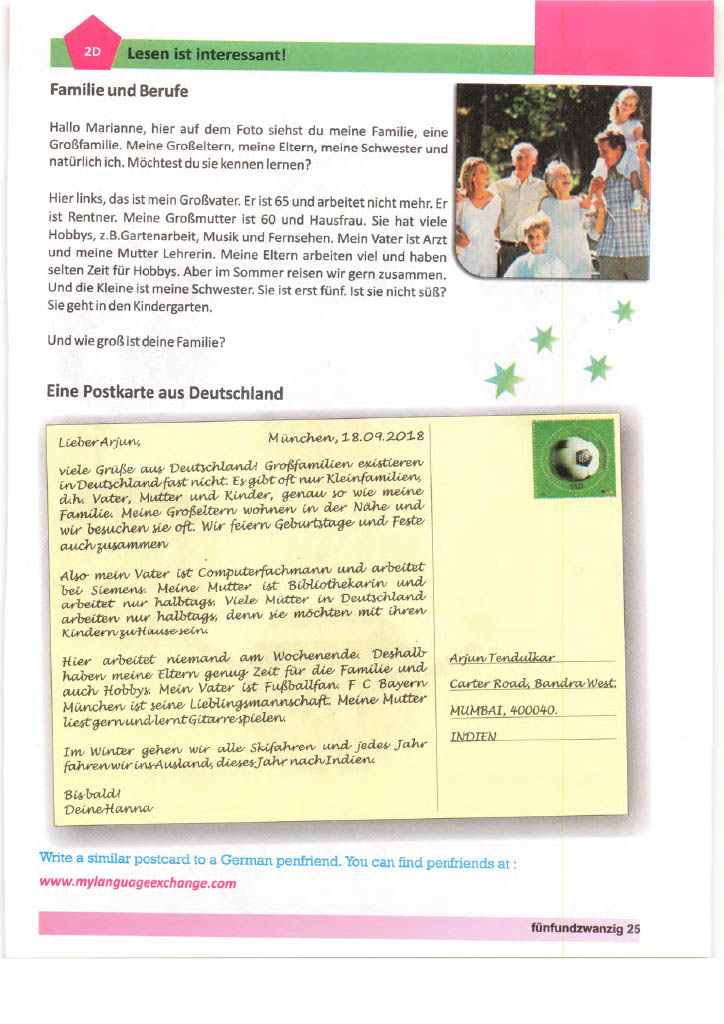 2D
Lesen ist interessant!
Familie und Berufe
Hallo Marianne, hier auf dem Foto siehst du meine Familie, eine
Großfamilie. Meine Großeltern, meine Eltern, meine Schwester und
natürlich ich. Möchtest du sie kennen lernen?
Hier links, das ist mein Großvater. Er ist 65 und arbeitet nicht mehr. Er
ist Rentner. Meine Großmutter ist 60 und Hausfrau. Sie hat viele
Hobbys, z.B.Gartenarbeit, Musik und Fernsehen. Mein Vater ist Arzt
und meine Mutter Lehrerin. Meine Eltern arbeiten viel und haben
selten Zeit für Hobbys. Aber im Sommer reisen wir gern zusammen.
Und die Kleine ist meine Schwester. Sie ist erst fünf. Ist sie nicht süß?
Sie geht in den Kindergarten.
Und wie groß ist deine Familie?
Eine Postkarte aus Deutschland
Lieber Arjun,
München, 18.09.2018
viele Grüße aus Deutschland! Großfamilien existieren
in Deutschland fast nicht. Es gibt oft nur Kleinfamilien,
d.h. Vater, Mutter und Kinder, genau so wie meine
Familie. Meine Großeltern wohnen in der Nähe und
wir besuchen sie oft. Wir feiern Geburtstage und Feste
auch zusammen
Also mein Vater ist Computerfachmann und arbeitet
bei Siemens. Meine Mutter ist Bibliothekarin und
arbeitet nur halbtags. Viele Mütter in Deutschland
arbeiten nur halbtags, denn sie möchten mit ihren
Kindern zu Hause sein.
Hier arbeitet niemand am Wochenende. Deshalb
haben meine Eltern genug Zeit für die Familie und
auch Hobbys. Mein Vater ist Fußballfan. F C Bayern
München ist seine Lieblingsmannschaft. Meine Mutter
liest gern und lernt Gitarre spielen.
Im Winter gehen wir alle Skifahren und jedes Jahr
fahren wir ins Ausland, dieses Jahr nach Indien.
Bis bald!
Deine Hanna
110
Arjun Tendulkar
Carter Road, Bandra West.
MUMBAI, 400040.
INDIEN
Write a similar postcard to a German penfriend. You can find penfriends at :
www.mylanguageexchange.com
fünfundzwanzig 25